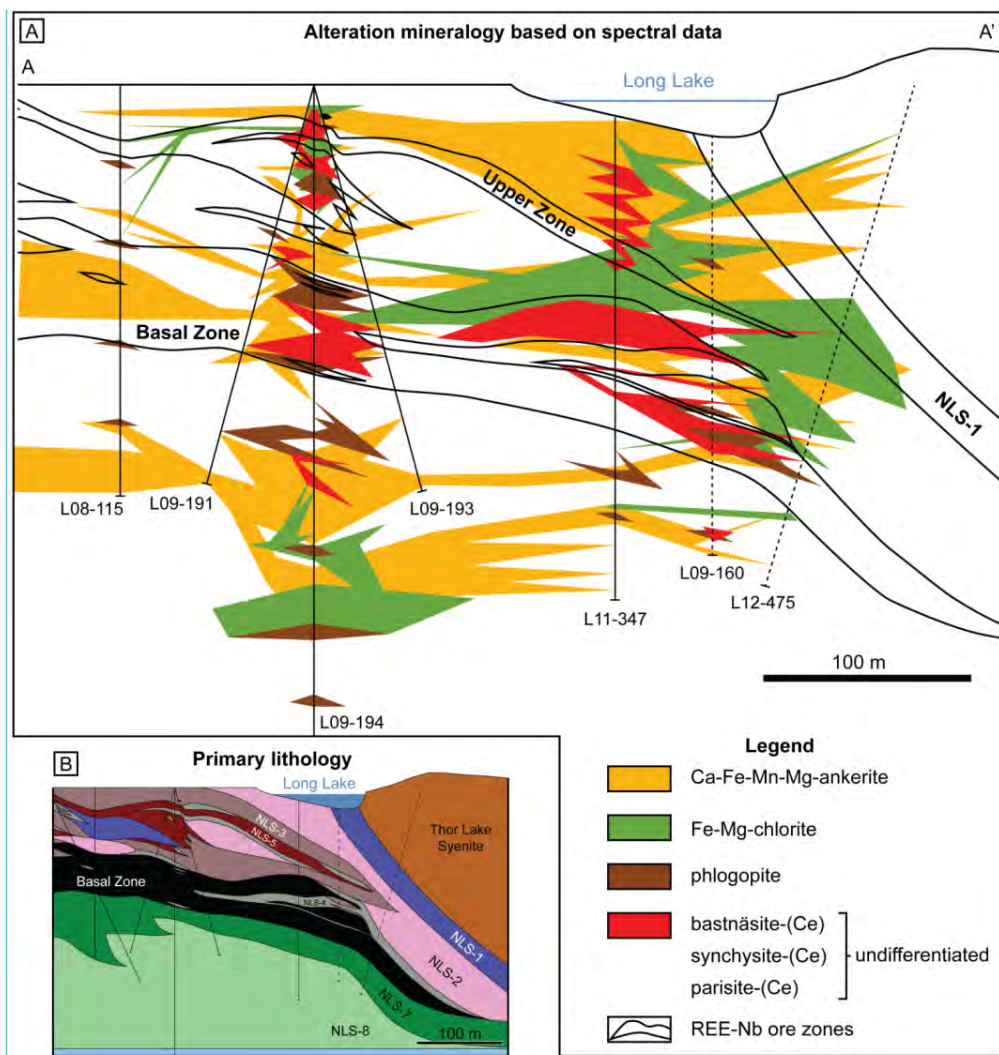 A
Alteration mineralogy based on spectral data
A'
A
Long Lake
Upper Zone
Basal Zone
NLS-1
L08-115
L09-191
L09-193
L09-160
L12-475
L11-347
100 m
L09-194
B
Primary lithology
Long Lake
NLS-3
NLS-5
Thor Lake
Syenite
Basal Zone
NLS-4
NLS-1
NLS-2
NLS-7
NLS-8
100 m
Legend
Ca-Fe-Mn-Mg-ankerite
Fe-Mg-chlorite
phlogopite
bastnäsite-(Ce)
synchysite-(Ce)
undifferentiated
parisite-(Ce)
REE-Nb ore zones